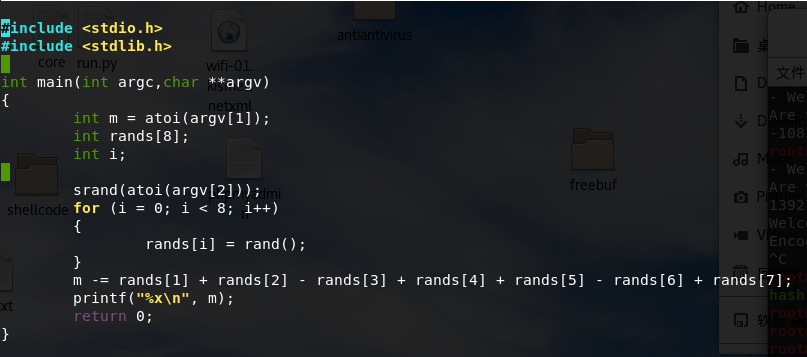 #include <stdio.h>
#include <stdlib.h>

int main(int argc,char **argv)
{
        int m = atoi(argv[1]);
        int rands[8];
        int i;

        srand(atoi(argv[2]));
        for (i = 0; i < 8; i++)
        {
                rands[i] = rand();
        }
        m -= rands[1] + rands[2] - rands[3] + rands[4] + rands[5] - rands[6] + rands[7];
        printf("%x\n", m);
        return 0;
}
core
run.py
wifi-01.
netxml
antiantivirus
shellcode
freebuf
txt
Home
桌
D
D
M
Pi
Vi
软
文件
- We
Are
-108
root
- We
Are
1392
Welc
Enco
^C
hash
root
root
root